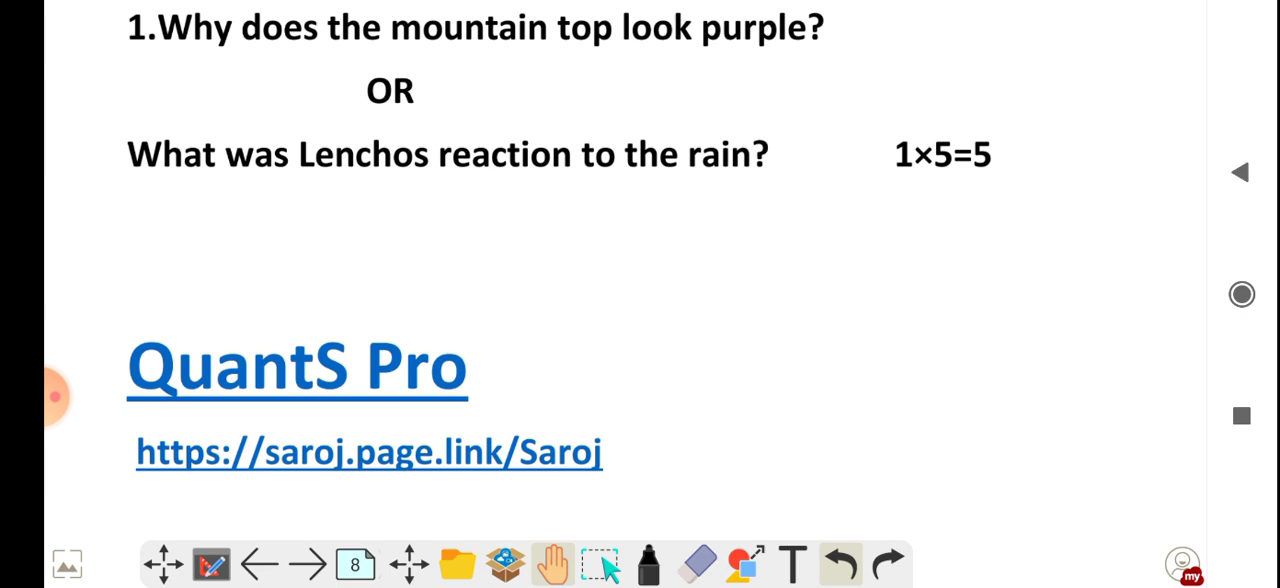 1.Why does the mountain top look purple?
OR
What was Lenchos reaction to the rain? 1×5=5
QuantS Pro
https://saroj.page.link/Saroj
8
T
my